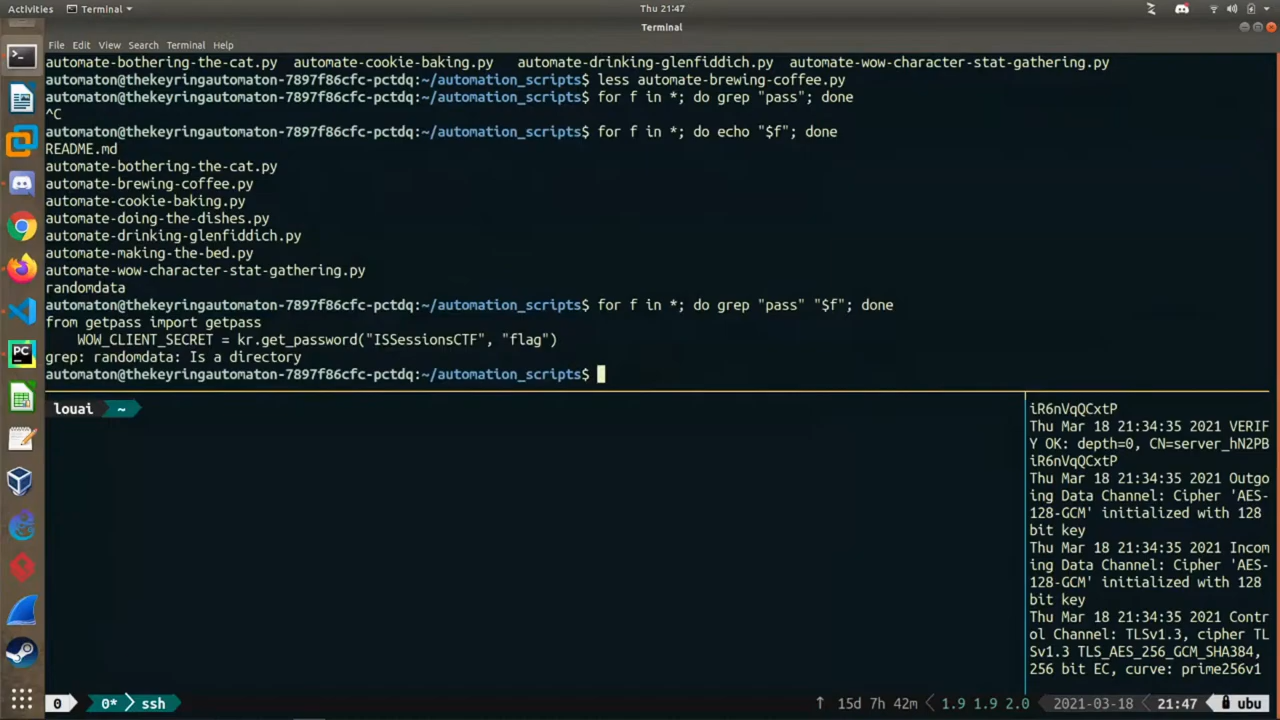 Activities Terminal Thu 21:47
Terminal
File Edit View Search Terminal Help
automate-bothering-the-cat.py automate-cookie-baking.py automate-drinking-glenfiddich.py automate-wow-character-stat-gathering.py
automaton@thekeyringautomaton-7897f86cfc-pctdq:~/automation_scripts$ less automate-brewing-coffee.py
automaton@thekeyringautomaton-7897f86cfc-pctdq:~/automation_scripts$ for f in *; do grep "pass"; done
^C
automaton@thekeyringautomaton-7897f86cfc-pctdq:~/automation_scripts$ for f in *; do echo "$f"; done
README.md
automate-bothering-the-cat.py
automate-brewing-coffee.py
automate-cookie-baking.py
automate-doing-the-dishes.py
automate-drinking-glenfiddich.py
automate-making-the-bed.py
automate-wow-character-stat-gathering.py
randomdata
automaton@thekeyringautomaton-7897f86cfc-pctdq:~/automation_scripts$ for f in *; do grep "pass" "$f"; done
from getpass import getpass
WOW_CLIENT_SECRET = kr.get_password("ISSessionsCTF", "flag")
grep: randomdata: Is a directory
automaton@thekeyringautomaton-7897f86cfc-pctdq:~/automation_scripts$
louai ~
iR6nVqQCxtP
Thu Mar 18 21:34:35 2021 VERIF
Y OK: depth=0, CN=server_hN2PB
iR6nVqQCxtP
Thu Mar 18 21:34:35 2021 Outgo
ing Data Channel: Cipher 'AES-
128-GCM' initialized with 128
bit key
Thu Mar 18 21:34:35 2021 Incom
ing Data Channel: Cipher 'AES-
128-GCM' initialized with 128
bit key
Thu Mar 18 21:34:35 2021 Contr
ol Channel: TLSv1.3, cipher TL
Sv1.3 TLS_AES_256_GCM_SHA384,
256 bit EC, curve: prime256v1
0 0* ssh ↑ 15d 7h 42m 1.9 1.9 2.0 2021-03-18 21:47 ubu
PC